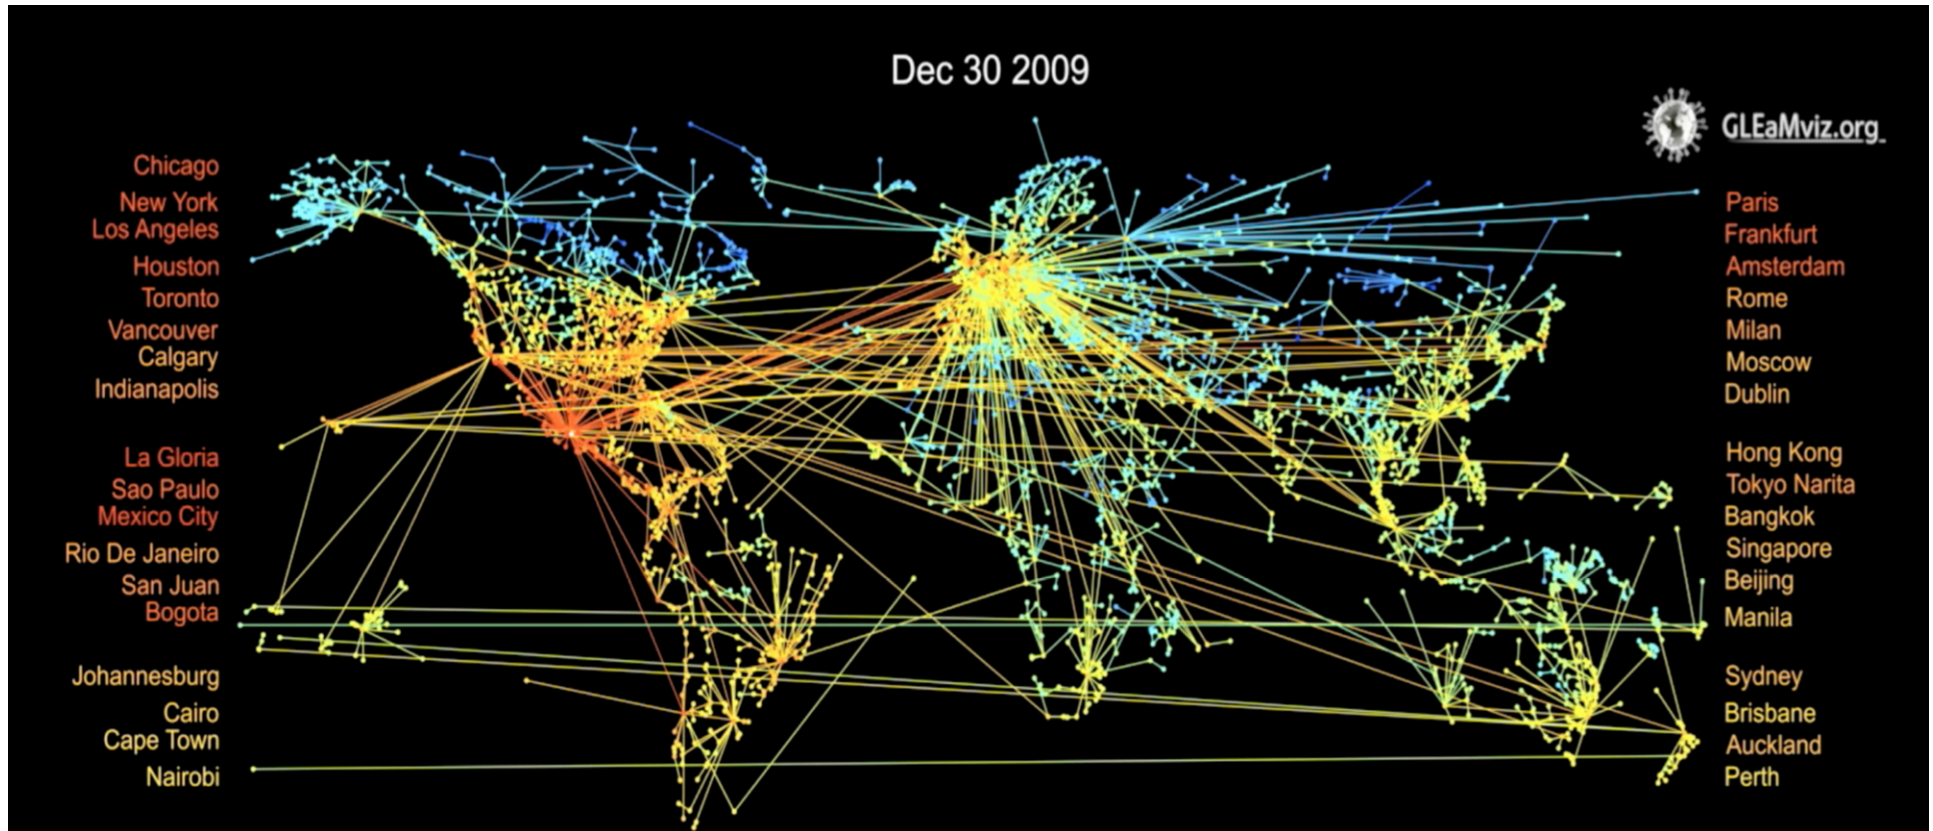 Dec 30 2009
GLEaMviz.org
Chicago
New York
Los Angeles
Houston
Toronto
Vancouver
Calgary
Indianapolis
La Gloria
Sao Paulo
Mexico City
Rio De Janeiro
San Juan
Bogota
Johannesburg
Cairo
Cape Town
Nairobi
Paris
Frankfurt
Amsterdam
Rome
Milan
Moscow
Dublin
Hong Kong
Tokyo Narita
Bangkok
Singapore
Beijing
Manila
Sydney
Brisbane
Auckland
Perth